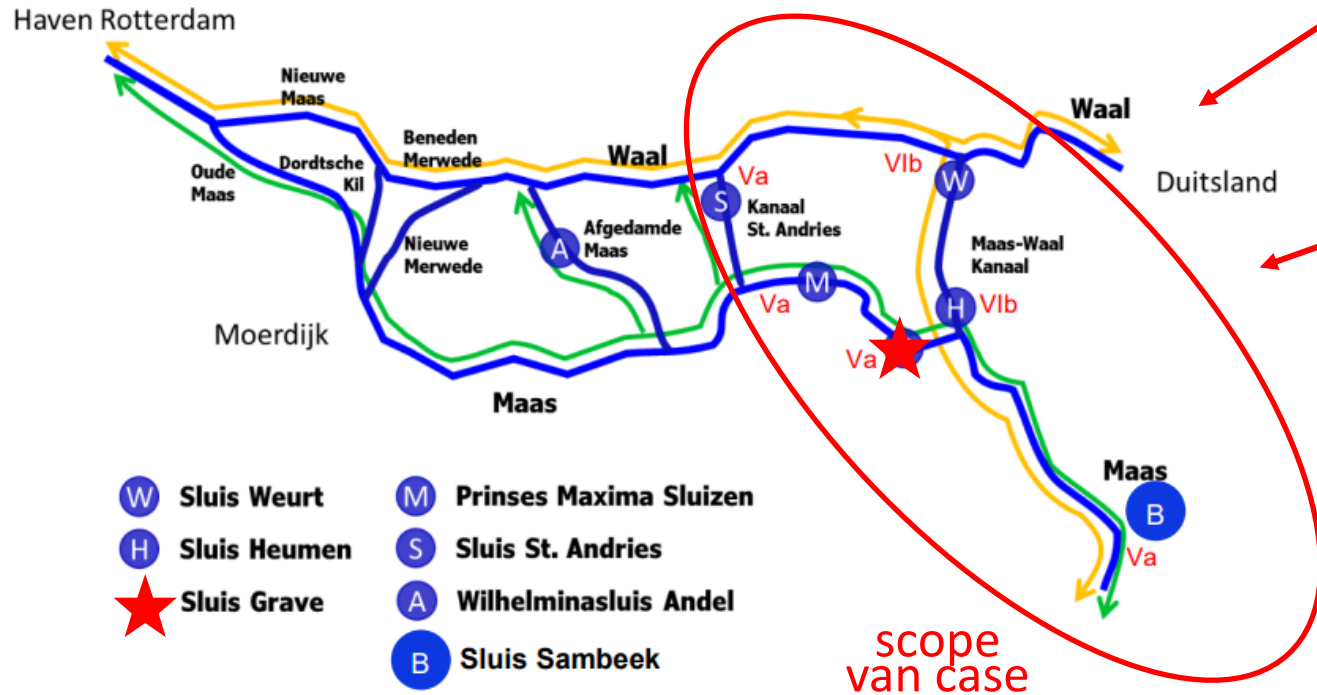 Haven Rotterdam
Nieuwe
Maas
Beneden
Merwede
Waal
Waal
Oude
Maas
Dordtsche
Kil
Va
VIb
W
Duitsland
S
Kanaal
St. Andries
Afgedamde
Maas
A
Nieuwe
Merwede
Maas-Waal
Kanaal
M
Va
H
VIb
Moerdijk
Va
Maas
Maas
B
Va
W Sluis Weurt
H Sluis Heumen
Sluis Grave
M Prinses Maxima Sluizen
S Sluis St. Andries
A Wilhelminasluis Andel
B Sluis Sambeek
scope
van case